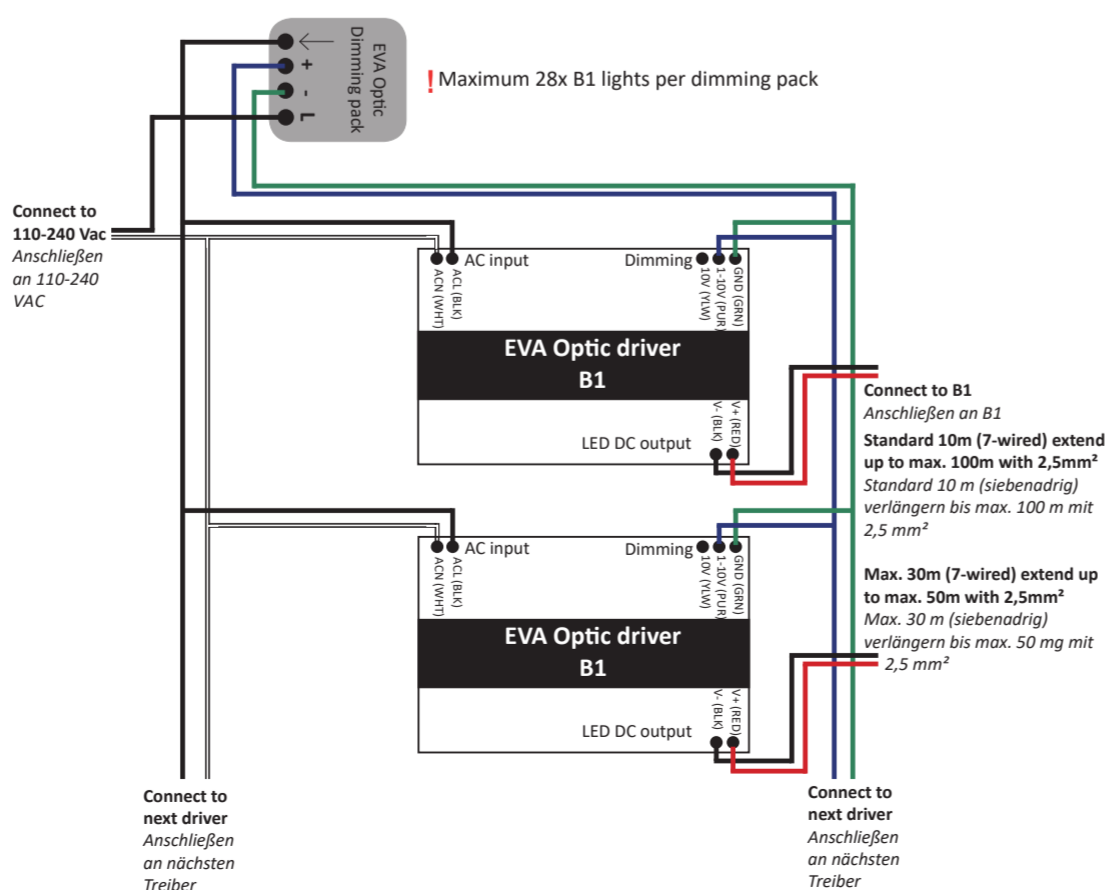 EVA Optic
Dimming pack
+
-
L
! Maximum 28x B1 lights per dimming pack
Connect to
110-240 Vac
Anschließen
an 110-240
VAC
AC input
Dimming
ACN (WHT)
ACL (BLK)
10V (YLW)
1-10V (PUR)
GND (GRN)
EVA Optic driver
B1
LED DC output
V- (BLK)
V+ (RED)
Connect to B1
Anschließen an B1
Standard 10m (7-wired) extend
up to max. 100m with 2,5mm²
Standard 10 m (siebenadrig)
verlängern bis max. 100 m mit
2,5 mm²
AC input
Dimming
ACN (WHT)
ACL (BLK)
10V (YLW)
1-10V (PUR)
GND (GRN)
EVA Optic driver
B1
LED DC output
V- (BLK)
V+ (RED)
Max. 30m (7-wired) extend up
to max. 50m with 2,5mm²
Max. 30 m (siebenadrig)
verlängern bis max. 50 mg mit
2,5 mm²
Connect to
next driver
Anschließen
an nächsten
Treiber
Connect to
next driver
Anschließen
an nächsten
Treiber